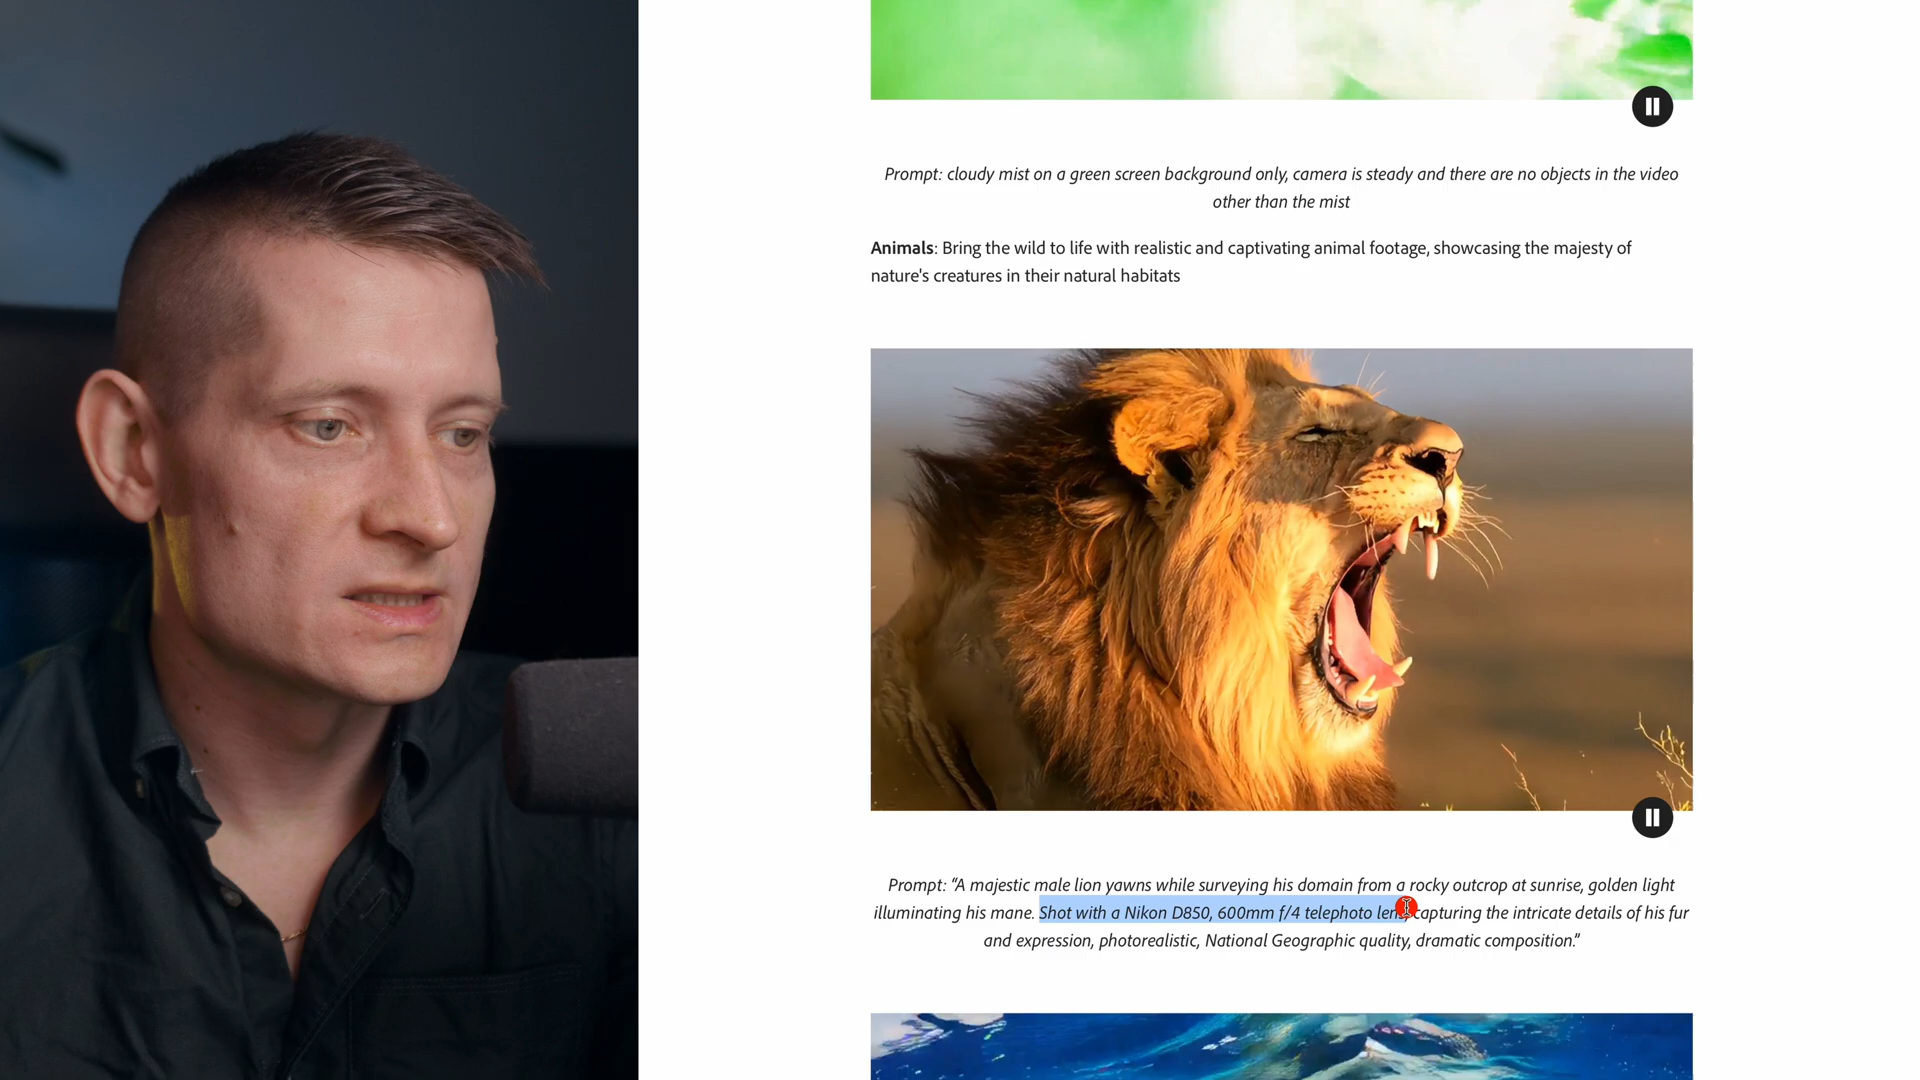 Prompt: cloudy mist on a green screen background only, camera is steady and there are no objects in the video
other than the mist
Animals: Bring the wild to life with realistic and captivating animal footage, showcasing the majesty of
nature's creatures in their natural habitats
Prompt: “A majestic male lion yawns while surveying his domain from a rocky outcrop at sunrise, golden light
illuminating his mane. Shot with a Nikon D850, 600mm f/4 telephoto lens, capturing the intricate details of his fur
and expression, photorealistic, National Geographic quality, dramatic composition.”